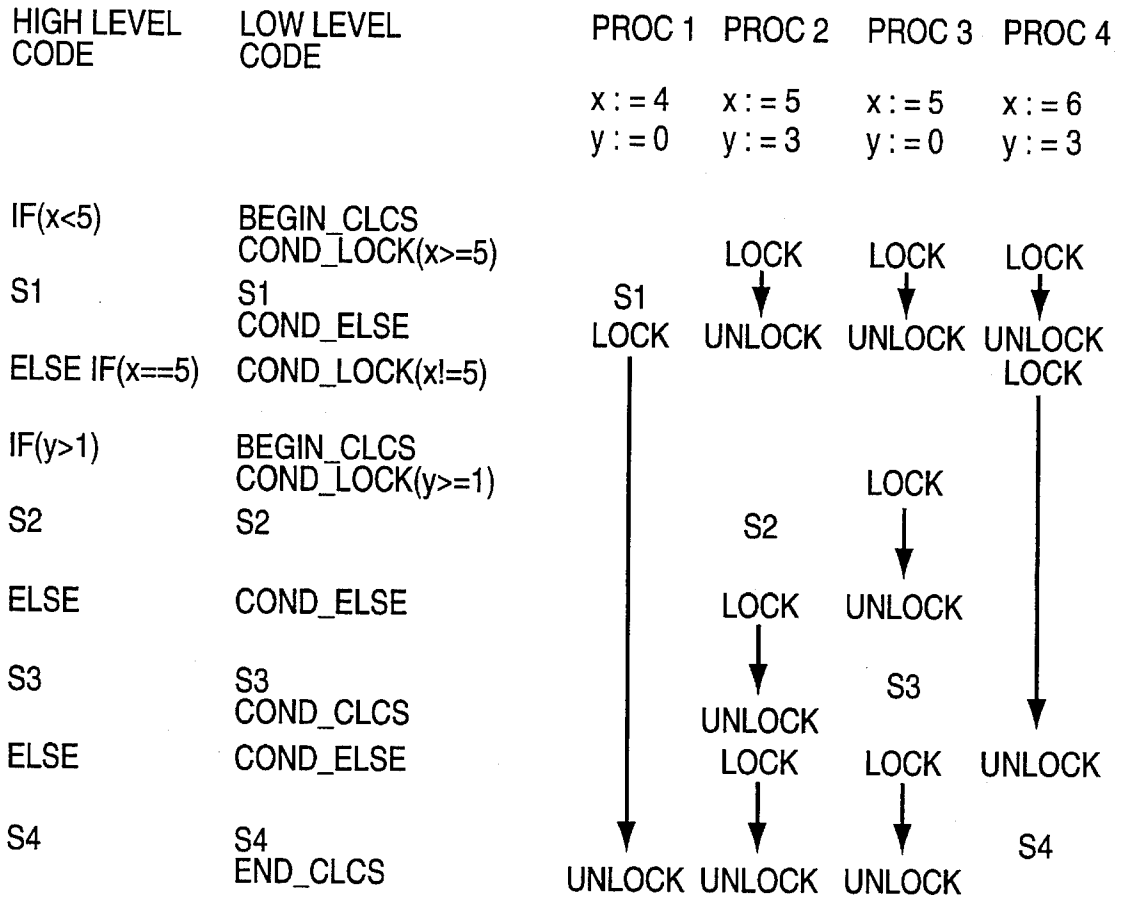 HIGH LEVEL CODE LOW LEVEL CODE PROC 1 PROC 2 PROC 3 PROC 4
x : = 4 x : = 5 x : = 5 x : = 6
y : = 0 y : = 3 y : = 0 y : = 3
IF(x<5) BEGIN_CLCS
COND_LOCK(x>=5) LOCK LOCK LOCK
S1 S1 S1
COND_ELSE LOCK UNLOCK UNLOCK UNLOCK
ELSE IF(x==5) COND_LOCK(x!=5) LOCK
IF(y>1) BEGIN_CLCS
COND_LOCK(y>=1) LOCK
S2 S2 S2
ELSE COND_ELSE LOCK UNLOCK
S3 S3 S3
COND_CLCS UNLOCK
ELSE COND_ELSE LOCK LOCK UNLOCK
S4 S4 S4
END_CLCS UNLOCK UNLOCK UNLOCK